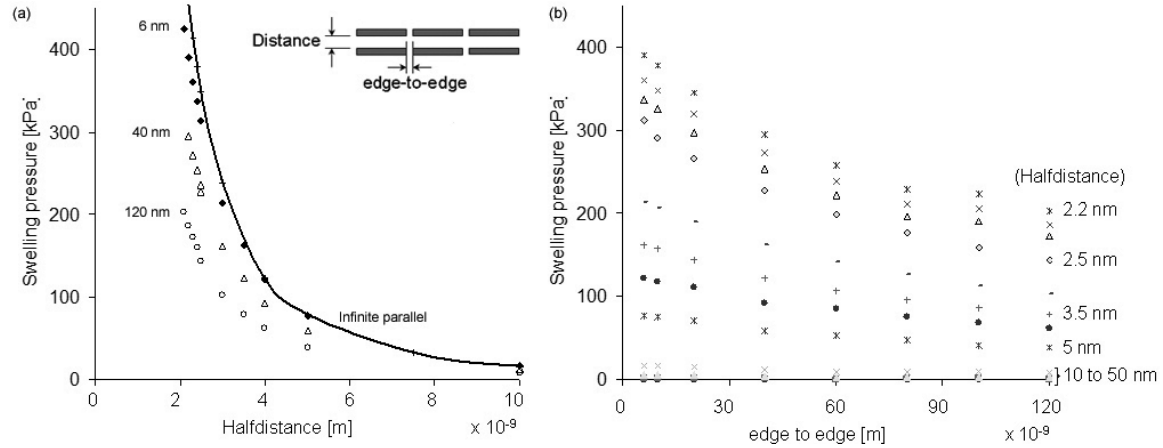 (a)
6 nm
400
Distance
edge-to-edge
300
40 nm
200
120 nm
100
Infinite parallel
0
Swelling pressure [kPa]
0 2 4 6 8 10
Halfdistance [m] x 10-9
(b)
400
300
200
100
0
Swelling pressure [kPa]
(Halfdistance)
2.2 nm
2.5 nm
3.5 nm
5 nm
10 to 50 nm
0 30 60 90 120
edge to edge [m] x 10-9